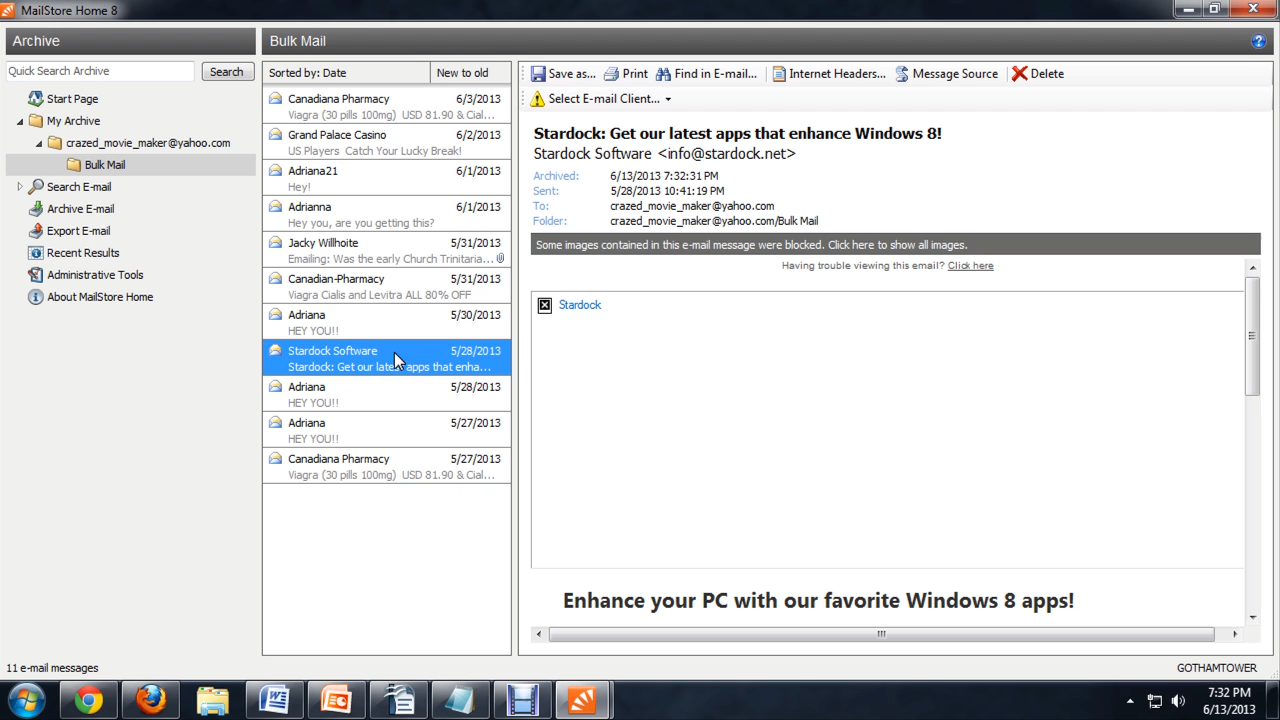 MailStore Home 8
Archive
Bulk Mail
Quick Search Archive
Search
Sorted by: Date
New to old
Save as...
Print
Find in E-mail...
Internet Headers...
Message Source
Delete
Select E-mail Client...
Start Page
My Archive
crazed_movie_maker@yahoo.com
Bulk Mail
Search E-mail
Archive E-mail
Export E-mail
Recent Results
Administrative Tools
About MailStore Home
Canadiana Pharmacy 6/3/2013
Viagra (30 pills 100mg) USD 81.90 & Cial...
Grand Palace Casino 6/2/2013
US Players Catch Your Lucky Break!
Adriana21 6/1/2013
Hey!
Adrianna 6/1/2013
Hey you, are you getting this?
Jacky Willhoite 5/31/2013
Emailing: Was the early Church Trinitaria...
Canadian-Pharmacy 5/31/2013
Viagra Cialis and Levitra ALL 80% OFF
Adriana 5/30/2013
HEY YOU!!
Stardock Software 5/28/2013
Stardock: Get our latest apps that enha...
Adriana 5/28/2013
HEY YOU!!
Adriana 5/27/2013
HEY YOU!!
Canadiana Pharmacy 5/27/2013
Viagra (30 pills 100mg) USD 81.90 & Cial...
Stardock: Get our latest apps that enhance Windows 8!
Stardock Software <info@stardock.net>
Archived: 6/13/2013 7:32:31 PM
Sent: 5/28/2013 10:41:19 PM
To: crazed_movie_maker@yahoo.com
Folder: crazed_movie_maker@yahoo.com/Bulk Mail
Some images contained in this e-mail message were blocked. Click here to show all images.
Having trouble viewing this email? Click here
Stardock
Enhance your PC with our favorite Windows 8 apps!
11 e-mail messages
GOTHAMTOWER
7:32 PM
6/13/2013